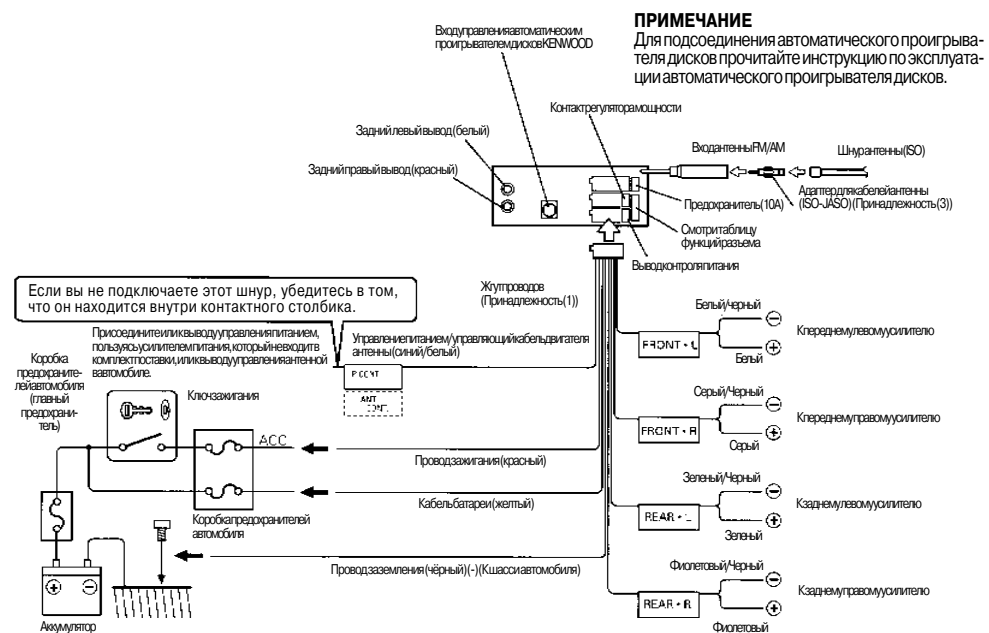 ПРИМЕЧАНИЕ
Для подсоединения автоматического проигрыва-
теля дисков прочитайте инструкцию по эксплуата-
ции автоматического проигрывателя дисков.
Вход управления автоматическим
проигрывателем дисков KENWOOD
Контакт регулятора мощности
Задний левый вывод (белый)
Задний правый вывод (красный)
Вход антенны FM/AM
Шнур антенны (ISO)
Адаптер для кабелей антенны
(ISO-JASO) (Принадлежность (3))
Предохранитель (10A)
Смотри таблицу
функций разъема
Вывод контроля питания
Жгут проводов
(Принадлежность (1))
Если вы не подключаете этот шнур, убедитесь в том,
что он находится внутри контактного столбика.
Присоедините или к выводу управления питанием,
пользуясь усилителем питания, который не входит в
комплект поставки, или к выводу управления антенной
в автомобиле.
Управление питанием/управляющий кабель двигателя
антенны (синий/белый)
P.CONT
ANT
CONT.
Коробка
предохраните-
лей автомобиля
(главный
предохрани-
тель)
Ключ зажигания
ACC
Провод зажигания (красный)
Кабель батареи (желтый)
Коробка предохранителей
автомобиля
Провод заземления (чёрный) (-) (К шасси автомобиля)
Аккумулятор
Белый/черный
FRONT • L
Белый
К переднему левому усилителю
Серый/Черный
FRONT • R
Серый
К переднему правому усилителю
Зеленый/Черный
REAR • L
Зеленый
К заднему левому усилителю
Фиолетовый/Черный
REAR • R
Фиолетовый
К заднему правому усилителю